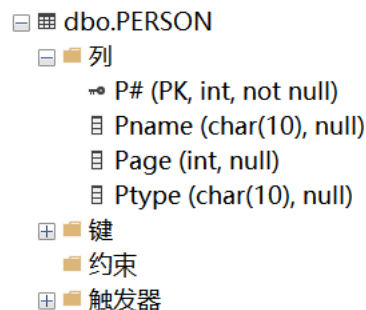 dbo.PERSON
列
P# (PK, int, not null)
Pname (char(10), null)
Page (int, null)
Ptype (char(10), null)
键
约束
触发器